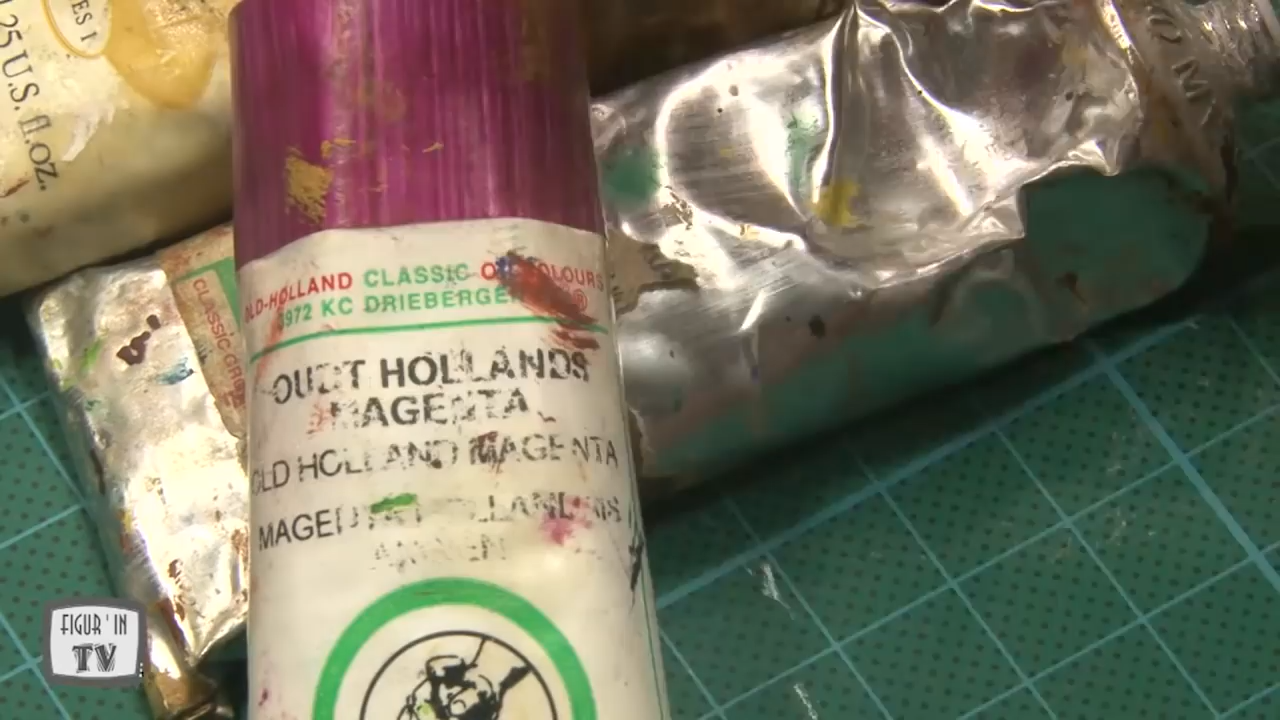 25 U.S. fl.oz.
OLD-HOLLAND CLASSIC OIL COLOURS
3972 KC DRIEBERGEN
OUDT HOLLANDS
MAGENTA
OLD HOLLAND MAGENTA
MAGENTA
FIGUR'IN
TV